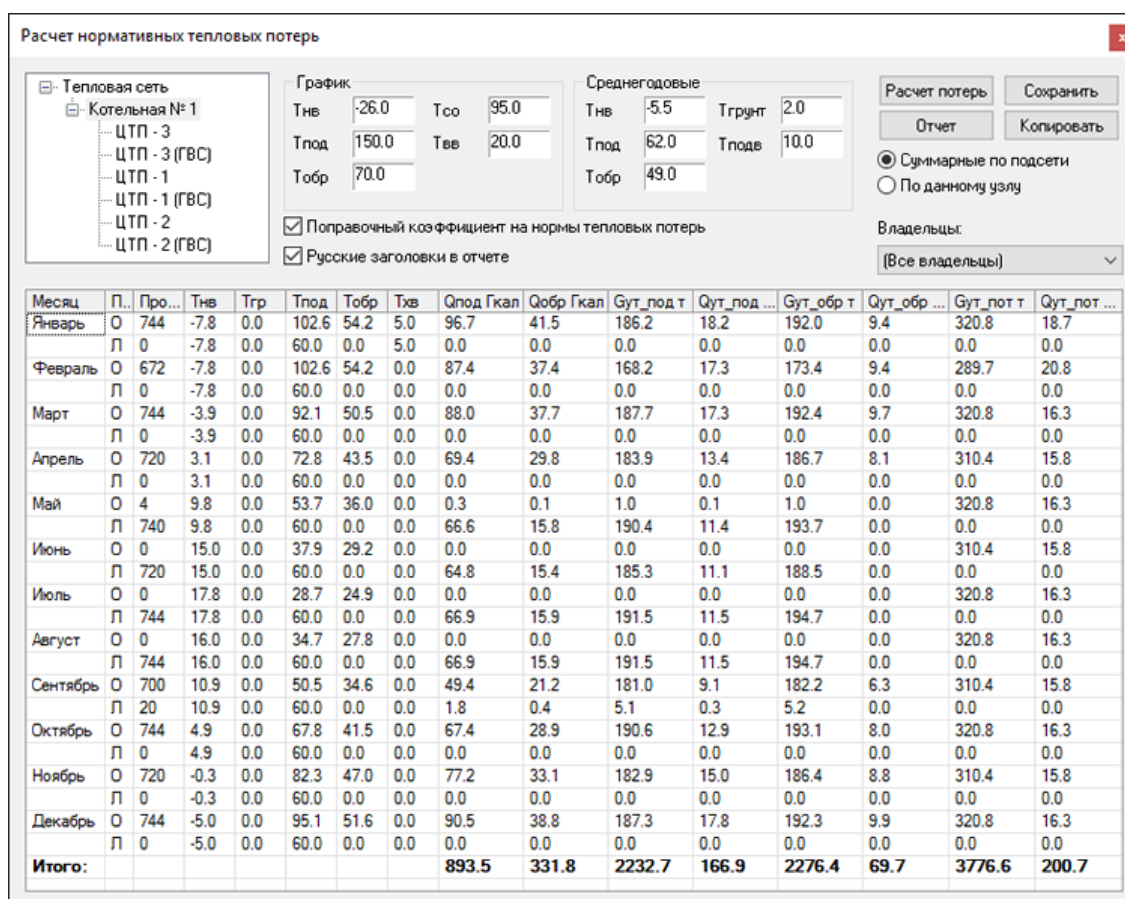 Расчет нормативных тепловых потерь
Тепловая сеть
Котельная № 1
ЦТП - 3
ЦТП - 3 (ГВС)
ЦТП - 1
ЦТП - 1 (ГВС)
ЦТП - 2
ЦТП - 2 (ГВС)
График
Тнв -26.0 Тсо 95.0
Тпод 150.0 Твв 20.0
Тобр 70.0
Среднегодовые
Тнв -5.5 Тгрунт 2.0
Тпод 62.0 Тподв 10.0
Тобр 49.0
Расчет потерь Сохранить
Отчет Копировать
Суммарные по подсети
По данному узлу
Поправочный коэффициент на нормы тепловых потерь
Русские заголовки в отчете
Владельцы:
(Все владельцы)
Месяц П.. Про... Тнв Тгр Тпод Тобр Тхв Qпод Гкал Qобр Гкал Gут_под т Qут_под ... Gут_обр т Qут_обр ... Gут_пот т Qут_пот ...
Январь О 744 -7.8 0.0 102.6 54.2 5.0 96.7 41.5 186.2 18.2 192.0 9.4 320.8 18.7
Л 0 -7.8 0.0 60.0 0.0 5.0 0.0 0.0 0.0 0.0 0.0 0.0 0.0 0.0
Февраль О 672 -7.8 0.0 102.6 54.2 0.0 87.4 37.4 168.2 17.3 173.4 9.4 289.7 20.8
Л 0 -7.8 0.0 60.0 0.0 0.0 0.0 0.0 0.0 0.0 0.0 0.0 0.0 0.0
Март О 744 -3.9 0.0 92.1 50.5 0.0 88.0 37.7 187.7 17.3 192.4 9.7 320.8 16.3
Л 0 -3.9 0.0 60.0 0.0 0.0 0.0 0.0 0.0 0.0 0.0 0.0 0.0 0.0
Апрель О 720 3.1 0.0 72.8 43.5 0.0 69.4 29.8 183.9 13.4 186.7 8.1 310.4 15.8
Л 0 3.1 0.0 60.0 0.0 0.0 0.0 0.0 0.0 0.0 0.0 0.0 0.0 0.0
Май О 4 9.8 0.0 53.7 36.0 0.0 0.3 0.1 1.0 0.1 1.0 0.0 320.8 16.3
Л 740 9.8 0.0 60.0 0.0 0.0 66.6 15.8 190.4 11.4 193.7 0.0 0.0 0.0
Июнь О 0 15.0 0.0 37.9 29.2 0.0 0.0 0.0 0.0 0.0 0.0 0.0 310.4 15.8
Л 720 15.0 0.0 60.0 0.0 0.0 64.8 15.4 185.3 11.1 188.5 0.0 0.0 0.0
Июль О 0 17.8 0.0 28.7 24.9 0.0 0.0 0.0 0.0 0.0 0.0 0.0 320.8 16.3
Л 744 17.8 0.0 60.0 0.0 0.0 66.9 15.9 191.5 11.5 194.7 0.0 0.0 0.0
Август О 0 16.0 0.0 34.7 27.8 0.0 0.0 0.0 0.0 0.0 0.0 0.0 320.8 16.3
Л 744 16.0 0.0 60.0 0.0 0.0 66.9 15.9 191.5 11.5 194.7 0.0 0.0 0.0
Сентябрь О 700 10.9 0.0 50.5 34.6 0.0 49.4 21.2 181.0 9.1 182.2 6.3 310.4 15.8
Л 20 10.9 0.0 60.0 0.0 0.0 1.8 0.4 5.1 0.3 5.2 0.0 0.0 0.0
Октябрь О 744 4.9 0.0 67.8 41.5 0.0 67.4 28.9 190.6 12.9 193.1 8.0 320.8 16.3
Л 0 4.9 0.0 60.0 0.0 0.0 0.0 0.0 0.0 0.0 0.0 0.0 0.0 0.0
Ноябрь О 720 -0.3 0.0 82.3 47.0 0.0 77.2 33.1 182.9 15.0 186.4 8.8 310.4 15.8
Л 0 -0.3 0.0 60.0 0.0 0.0 0.0 0.0 0.0 0.0 0.0 0.0 0.0 0.0
Декабрь О 744 -5.0 0.0 95.1 51.6 0.0 90.5 38.8 187.3 17.8 192.3 9.9 320.8 16.3
Л 0 -5.0 0.0 60.0 0.0 0.0 0.0 0.0 0.0 0.0 0.0 0.0 0.0 0.0
Итого: 893.5 331.8 2232.7 166.9 2276.4 69.7 3776.6 200.7